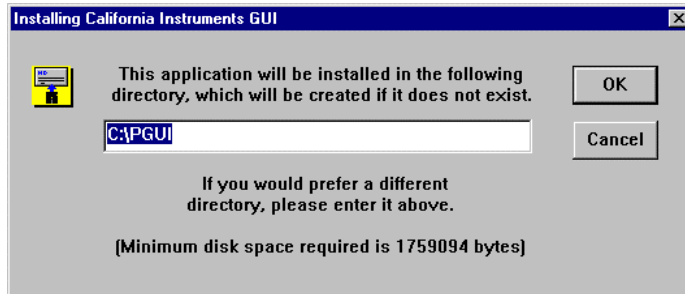 Installing California Instruments GUI
This application will be installed in the following
directory, which will be created if it does not exist.
OK
C:\PGUI
Cancel
If you would prefer a different
directory, please enter it above.
(Minimum disk space required is 1759094 bytes)